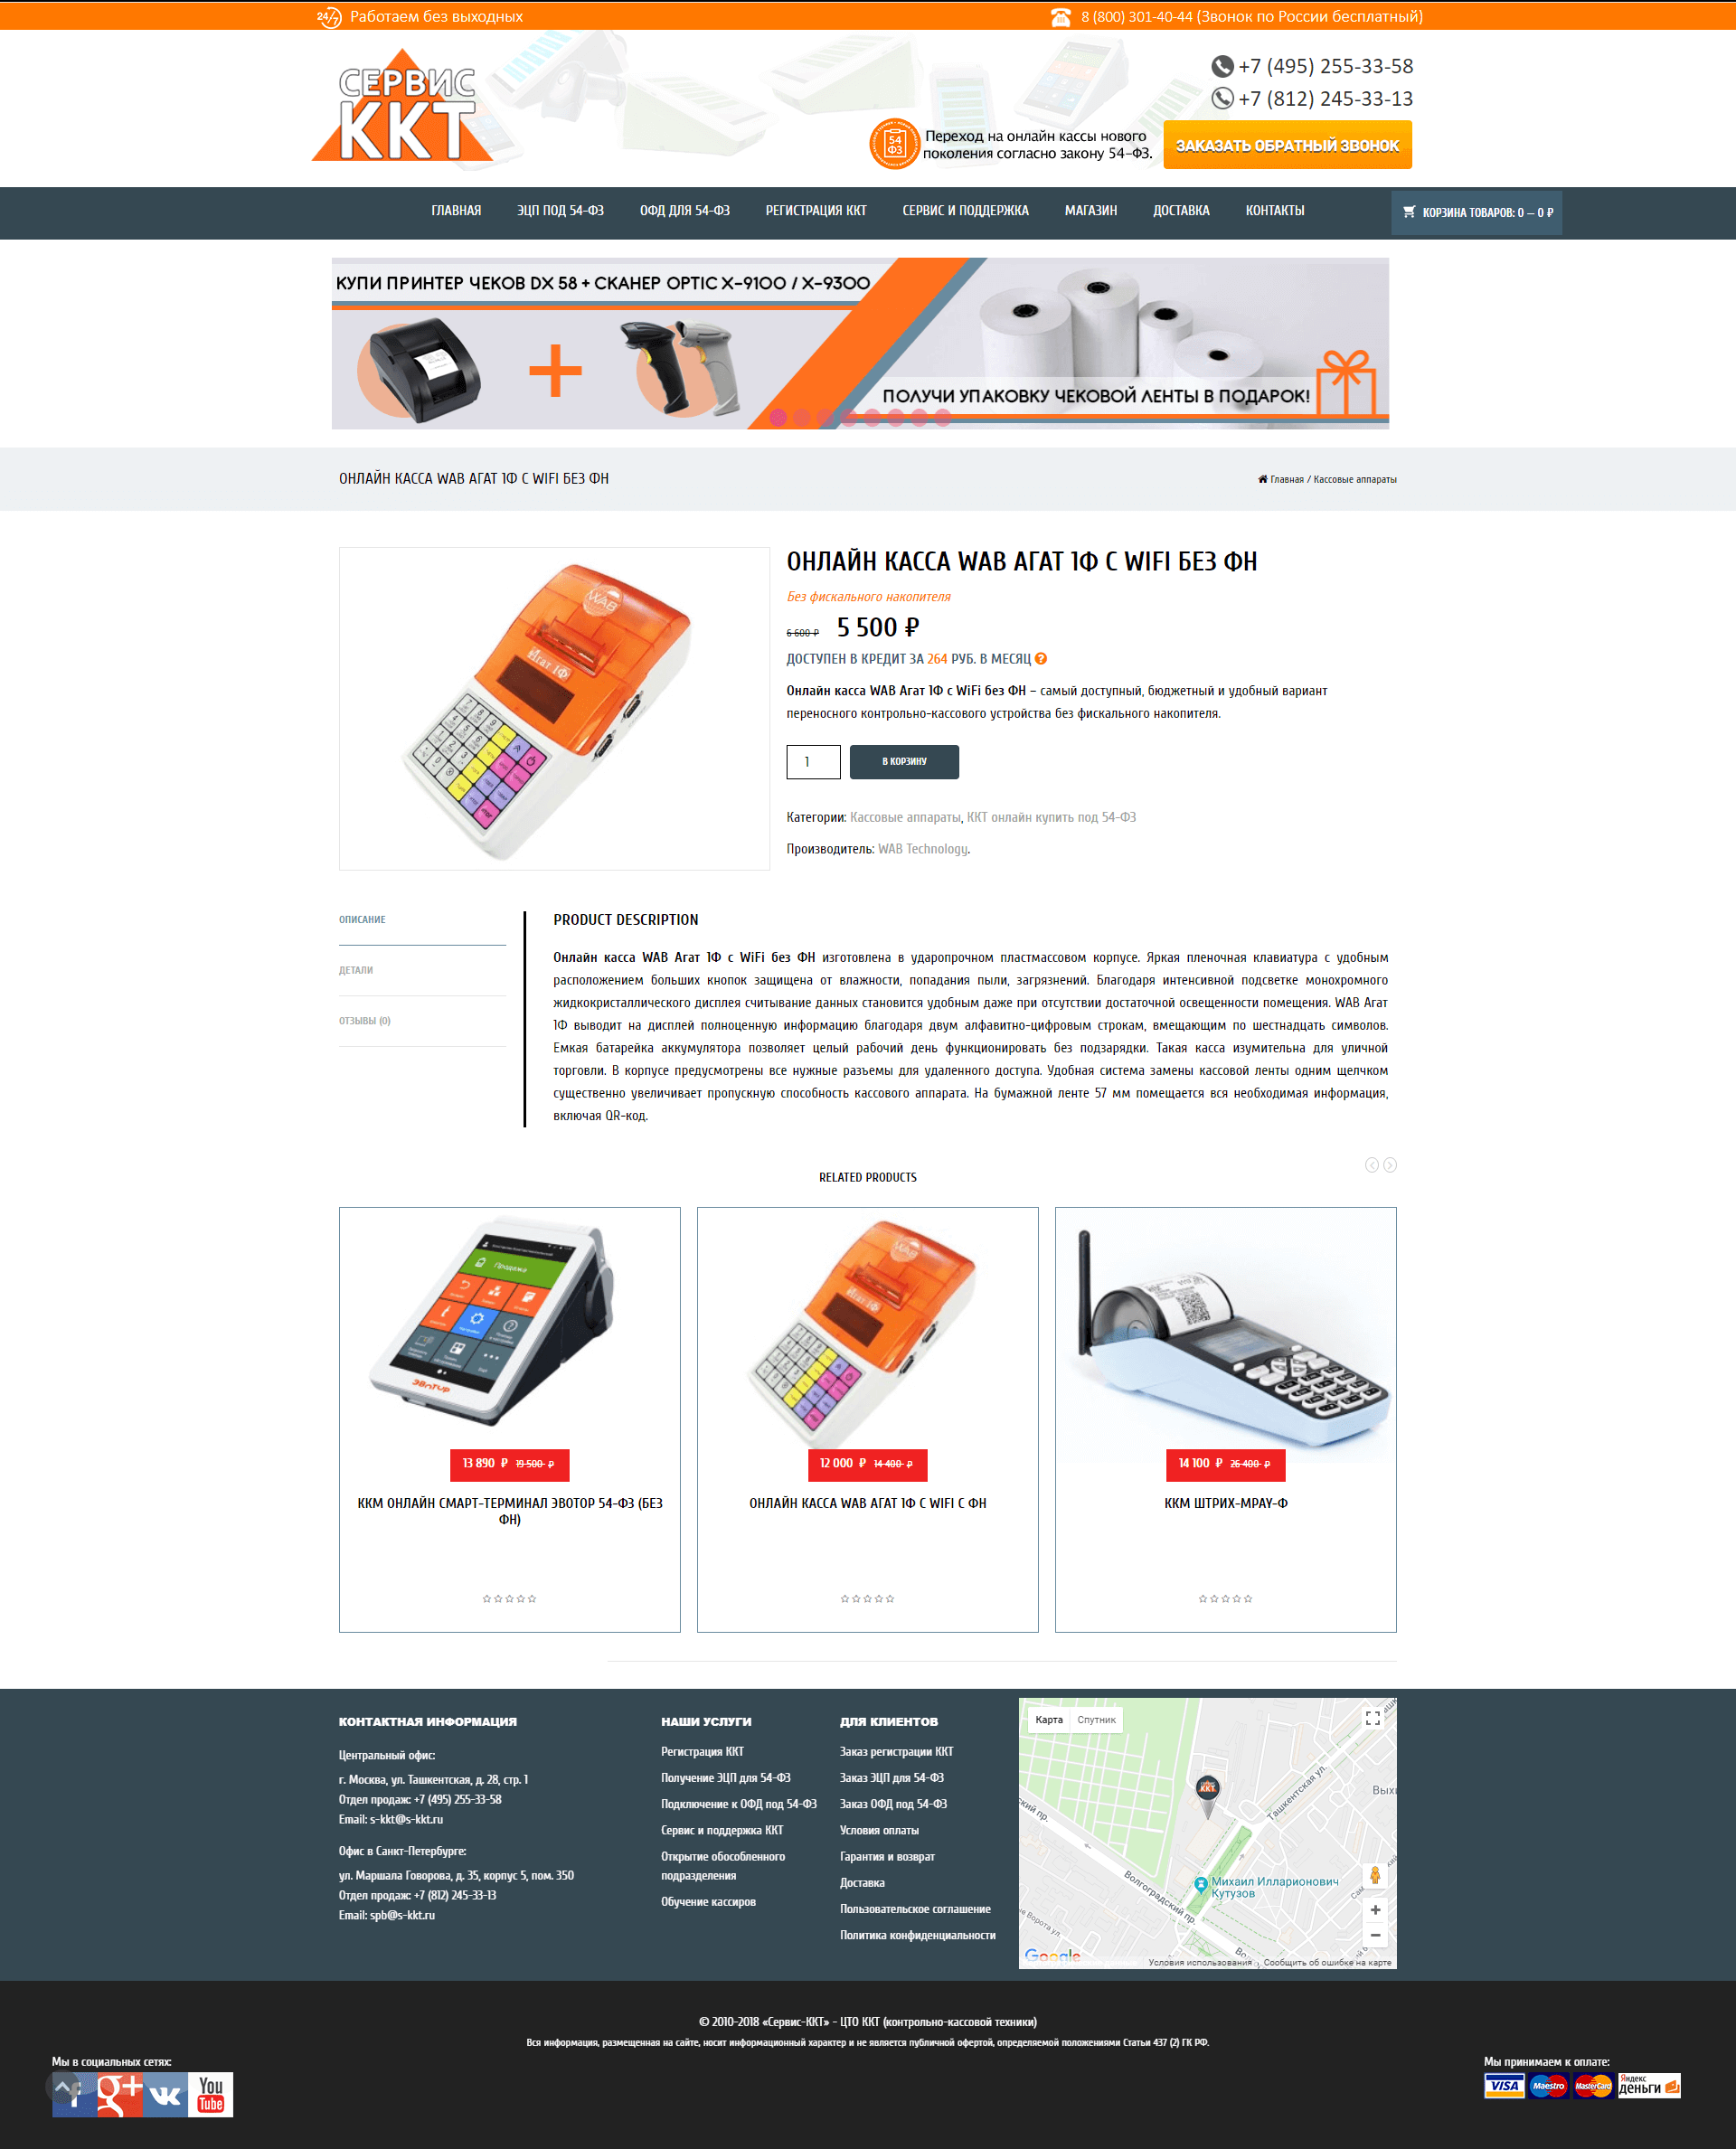 24/7 Работаем без выходных
8 (800) 301-40-44 (Звонок по России бесплатный)
СЕРВИС
ККТ
+7 (495) 255-33-58
+7 (812) 245-33-13
54
ФЗ
Переход на онлайн кассы нового
поколения согласно закону 54-ФЗ.
ЗАКАЗАТЬ ОБРАТНЫЙ ЗВОНОК
ГЛАВНАЯ
ЭЦП ПОД 54-ФЗ
ОФД ДЛЯ 54-ФЗ
РЕГИСТРАЦИЯ ККТ
СЕРВИС И ПОДДЕРЖКА
МАГАЗИН
ДОСТАВКА
КОНТАКТЫ
КОРЗИНА ТОВАРОВ: 0 — 0 ₽
КУПИ ПРИНТЕР ЧЕКОВ DX 58 + СКАНЕР OPTIC X-9100 / X-9300
+
ПОЛУЧИ УПАКОВКУ ЧЕКОВОЙ ЛЕНТЫ В ПОДАРОК!
ОНЛАЙН КАССА WAB АГАТ 1Ф С WIFI БЕЗ ФН
Главная / Кассовые аппараты
WAB
Агат 1Ф
ОНЛАЙН КАССА WAB АГАТ 1Ф С WIFI БЕЗ ФН
Без фискального накопителя
6 600 ₽ 5 500 ₽
ДОСТУПЕН В КРЕДИТ ЗА 264 РУБ. В МЕСЯЦ
Онлайн касса WAB Агат 1Ф с WiFi без ФН – самый доступный, бюджетный и удобный вариант
переносного контрольно-кассового устройства без фискального накопителя.
1
В КОРЗИНУ
Категории: Кассовые аппараты, ККТ онлайн купить под 54-ФЗ
Производитель: WAB Technology.
ОПИСАНИЕ
ДЕТАЛИ
ОТЗЫВЫ (0)
PRODUCT DESCRIPTION
Онлайн касса WAB Агат 1Ф с WiFi без ФН изготовлена в ударопрочном пластмассовом корпусе. Яркая пленочная клавиатура с удобным
расположением больших кнопок защищена от влажности, попадания пыли, загрязнений. Благодаря интенсивной подсветке монохромного
жидкокристаллического дисплея считывание данных становится удобным даже при отсутствии достаточной освещенности помещения. WAB Агат
1Ф выводит на дисплей полноценную информацию благодаря двум алфавитно-цифровым строкам, вмещающим по шестнадцать символов.
Емкая батарейка аккумулятора позволяет целый рабочий день функционировать без подзарядки. Такая касса изумительна для уличной
торговли. В корпусе предусмотрены все нужные разъемы для удаленного доступа. Удобная система замены кассовой ленты одним щелчком
существенно увеличивает пропускную способность кассового аппарата. На бумажной ленте 57 мм помещается вся необходимая информация,
включая QR-код.
RELATED PRODUCTS
Продажа
ЭВОТОР
13 890 ₽ 19 500 ₽
ККМ ОНЛАЙН СМАРТ-ТЕРМИНАЛ ЭВОТОР 54-ФЗ (БЕЗ
ФН)
WAB
Агат 1Ф
12 000 ₽ 14 400 ₽
ОНЛАЙН КАССА WAB АГАТ 1Ф С WIFI С ФН
14 100 ₽ 26 400 ₽
ККМ ШТРИХ-MPAY-Ф
КОНТАКТНАЯ ИНФОРМАЦИЯ
Центральный офис:
г. Москва, ул. Ташкентская, д. 28, стр. 1
Отдел продаж: +7 (495) 255-33-58
Email: s-kkt@s-kkt.ru
Офис в Санкт-Петербурге:
ул. Маршала Говорова, д. 35, корпус 5, пом. 350
Отдел продаж: +7 (812) 245-33-13
Email: spb@s-kkt.ru
НАШИ УСЛУГИ
Регистрация ККТ
Получение ЭЦП для 54-ФЗ
Подключение к ОФД под 54-ФЗ
Сервис и поддержка ККТ
Открытие обособленного
подразделения
Обучение кассиров
ДЛЯ КЛИЕНТОВ
Заказ регистрации ККТ
Заказ ЭЦП для 54-ФЗ
Заказ ОФД под 54-ФЗ
Условия оплаты
Гарантия и возврат
Доставка
Пользовательское соглашение
Политика конфиденциальности
Карта Спутник
Ташкентская ул.
Волгоградский пр.
Михаил Илларионович
Кутузов
Google
Условия использования
Сообщить об ошибке на карте
© 2010-2018 «Сервис-ККТ» - ЦТО ККТ (контрольно-кассовой техники)
Вся информация, размещенная на сайте, носит информационный характер и не является публичной офертой, определяемой положениями Статьи 437 (2) ГК РФ.
Мы в социальных сетях:
You
Tube
Мы принимаем к оплате:
VISA
Maestro
MasterCard
Яндекс
деньги